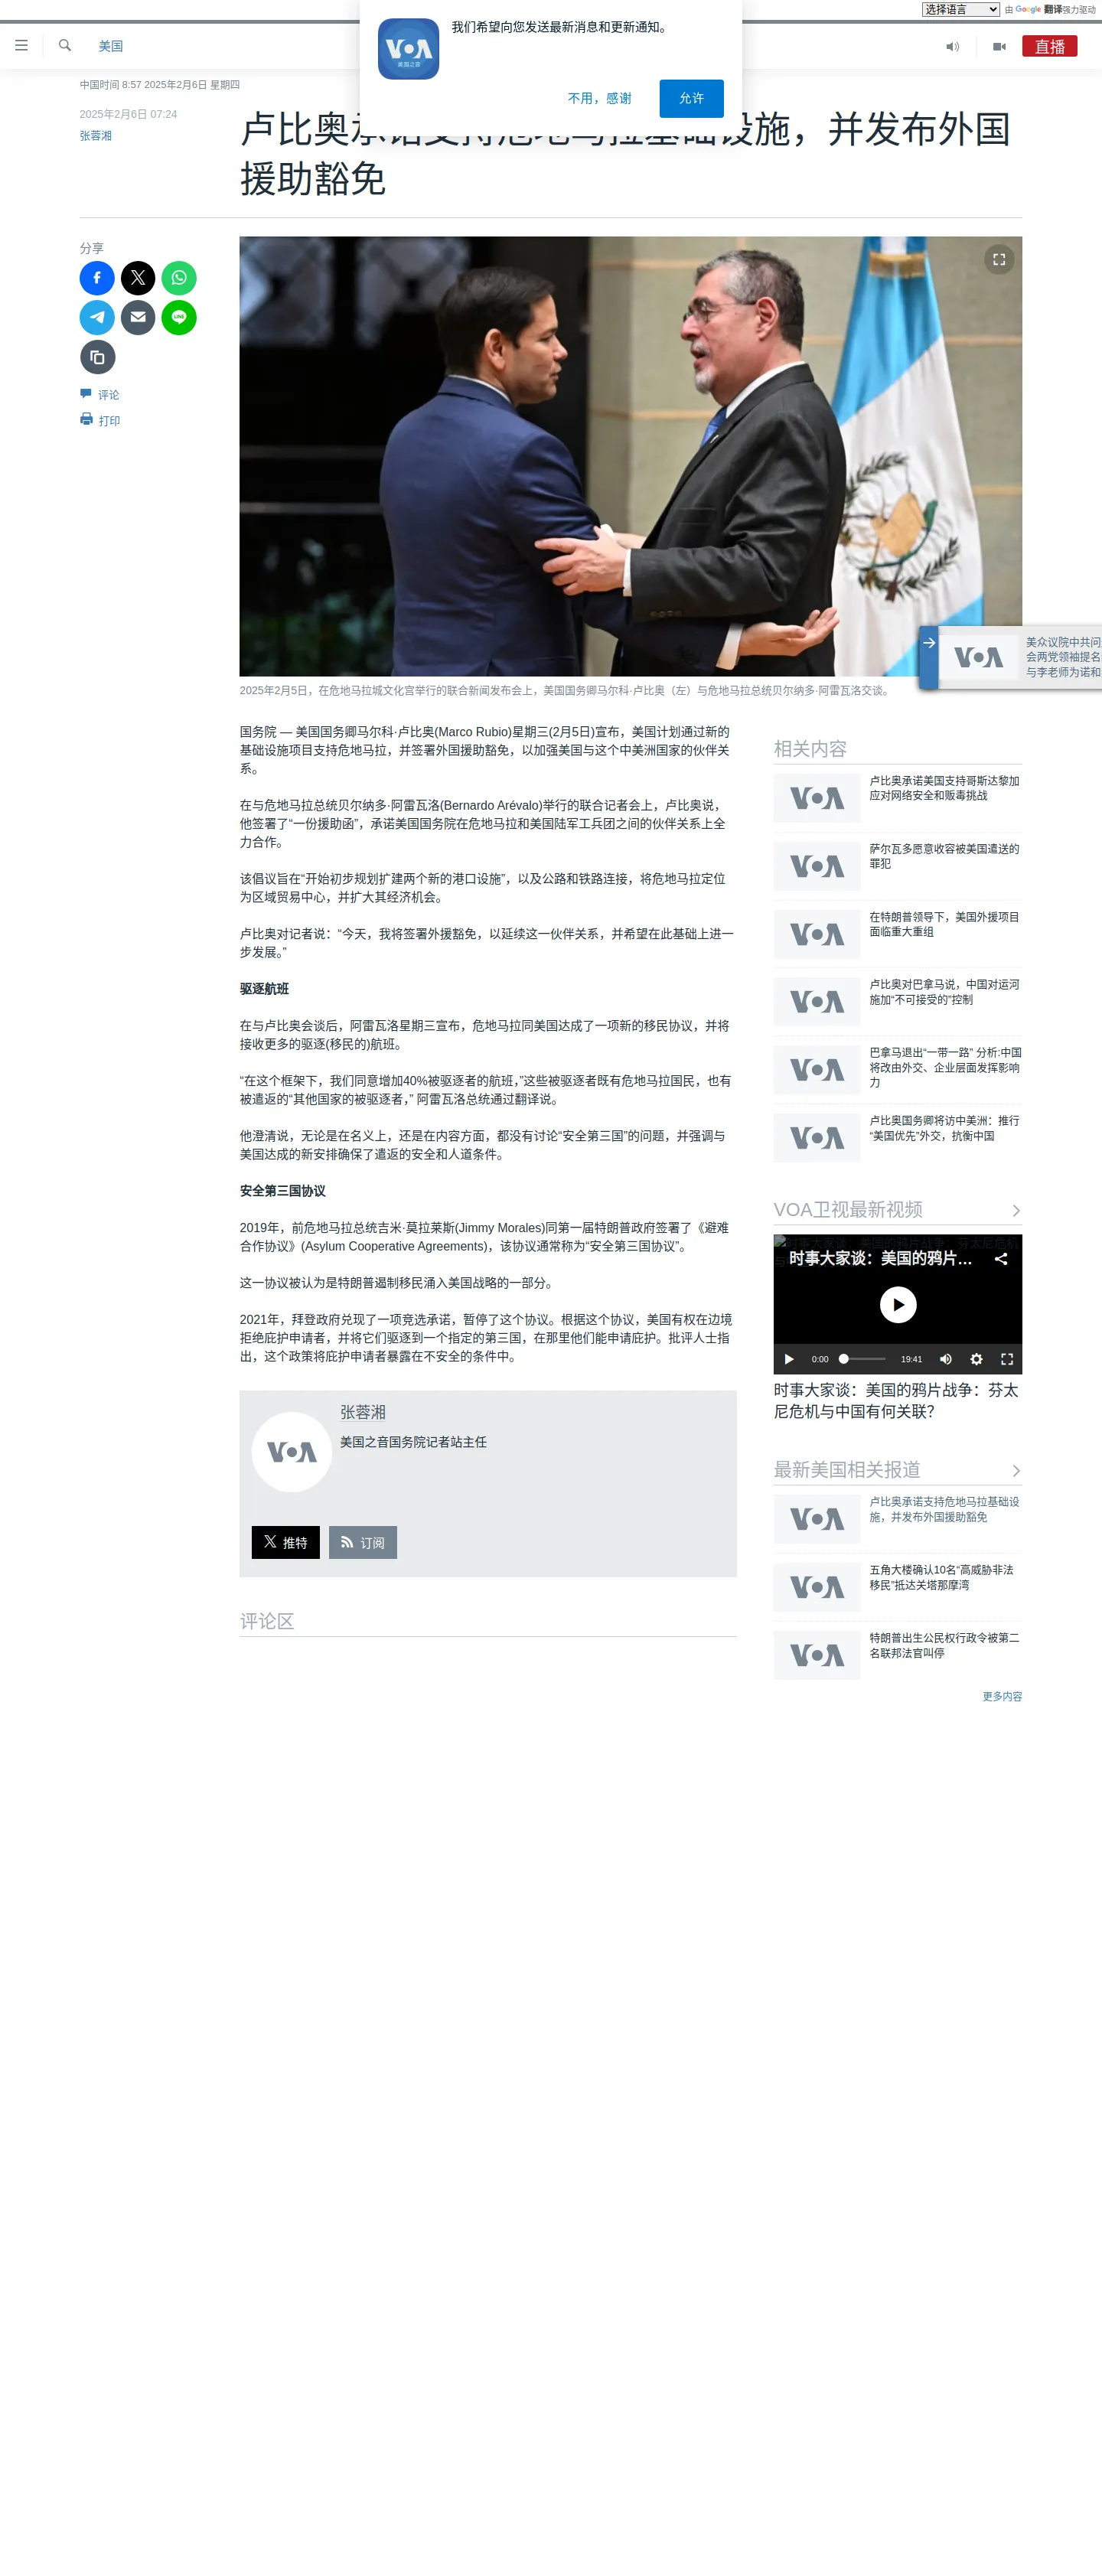 选择语言
由 Google 翻译强力驱动
我们希望向您发送最新消息和更新通知。
VOA
美国之音
不用，感谢
允许
美国
直播
中国时间 8:57 2025年2月6日 星期四
2025年2月6日 07:24
张蓉湘
卢比奥承诺支持危地马拉基础设施，并发布外国
援助豁免
分享
LINE
评论
打印
2025年2月5日，在危地马拉城文化宫举行的联合新闻发布会上，美国国务卿马尔科·卢比奥（左）与危地马拉总统贝尔纳多·阿雷瓦洛交谈。
VOA
美众议院中共问
会两党领袖提名
与李老师为诺和
国务院 — 美国国务卿马尔科·卢比奥(Marco Rubio)星期三(2月5日)宣布，美国计划通过新的
基础设施项目支持危地马拉，并签署外国援助豁免，以加强美国与这个中美洲国家的伙伴关
系。
在与危地马拉总统贝尔纳多·阿雷瓦洛(Bernardo Arévalo)举行的联合记者会上，卢比奥说，
他签署了“一份援助函”，承诺美国国务院在危地马拉和美国陆军工兵团之间的伙伴关系上全
力合作。
该倡议旨在“开始初步规划扩建两个新的港口设施”，以及公路和铁路连接，将危地马拉定位
为区域贸易中心，并扩大其经济机会。
卢比奥对记者说：“今天，我将签署外援豁免，以延续这一伙伴关系，并希望在此基础上进一
步发展。”
驱逐航班
在与卢比奥会谈后，阿雷瓦洛星期三宣布，危地马拉同美国达成了一项新的移民协议，并将
接收更多的驱逐(移民的)航班。
“在这个框架下，我们同意增加40%被驱逐者的航班，”这些被驱逐者既有危地马拉国民，也有
被遣返的“其他国家的被驱逐者，” 阿雷瓦洛总统通过翻译说。
他澄清说，无论是在名义上，还是在内容方面，都没有讨论“安全第三国”的问题，并强调与
美国达成的新安排确保了遣返的安全和人道条件。
安全第三国协议
2019年，前危地马拉总统吉米·莫拉莱斯(Jimmy Morales)同第一届特朗普政府签署了《避难
合作协议》(Asylum Cooperative Agreements)，该协议通常称为“安全第三国协议”。
这一协议被认为是特朗普遏制移民涌入美国战略的一部分。
2021年，拜登政府兑现了一项竞选承诺，暂停了这个协议。根据这个协议，美国有权在边境
拒绝庇护申请者，并将它们驱逐到一个指定的第三国，在那里他们能申请庇护。批评人士指
出，这个政策将庇护申请者暴露在不安全的条件中。
VOA
张蓉湘
美国之音国务院记者站主任
推特
订阅
评论区
相关内容
VOA
卢比奥承诺美国支持哥斯达黎加
应对网络安全和贩毒挑战
VOA
萨尔瓦多愿意收容被美国遣送的
罪犯
VOA
在特朗普领导下，美国外援项目
面临重大重组
VOA
卢比奥对巴拿马说，中国对运河
施加“不可接受的”控制
VOA
巴拿马退出“一带一路” 分析:中国
将改由外交、企业层面发挥影响
力
VOA
卢比奥国务卿将访中美洲：推行
“美国优先”外交，抗衡中国
VOA卫视最新视频
时事大家谈：美国的鸦片…
0:00
19:41
时事大家谈：美国的鸦片战争：芬太
尼危机与中国有何关联？
最新美国相关报道
VOA
卢比奥承诺支持危地马拉基础设
施，并发布外国援助豁免
VOA
五角大楼确认10名“高威胁非法
移民”抵达关塔那摩湾
VOA
特朗普出生公民权行政令被第二
名联邦法官叫停
更多内容